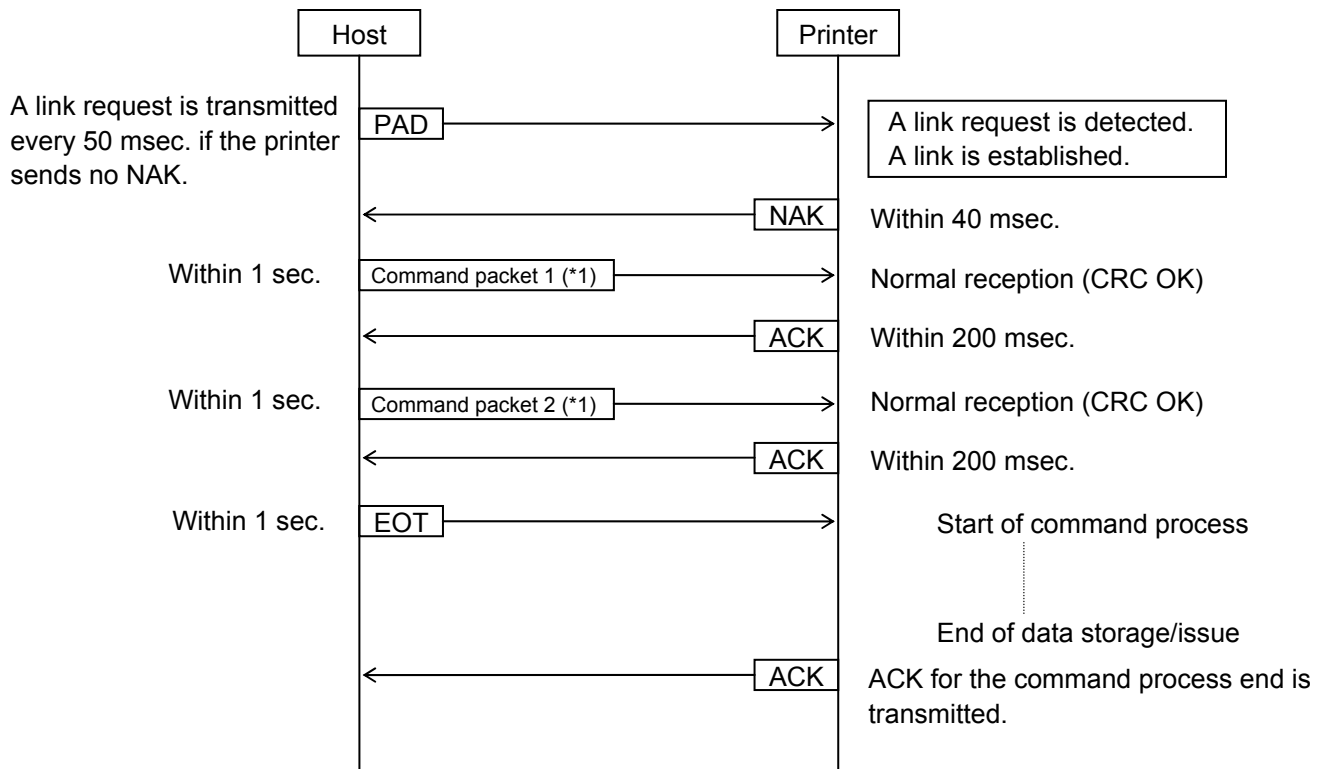 Host
Printer
A link request is transmitted
every 50 msec. if the printer
sends no NAK.
PAD
A link request is detected.
A link is established.
NAK
Within 40 msec.
Within 1 sec.
Command packet 1 (*1)
Normal reception (CRC OK)
ACK
Within 200 msec.
Within 1 sec.
Command packet 2 (*1)
Normal reception (CRC OK)
ACK
Within 200 msec.
Within 1 sec.
EOT
Start of command process
End of data storage/issue
ACK
ACK for the command process end is
transmitted.